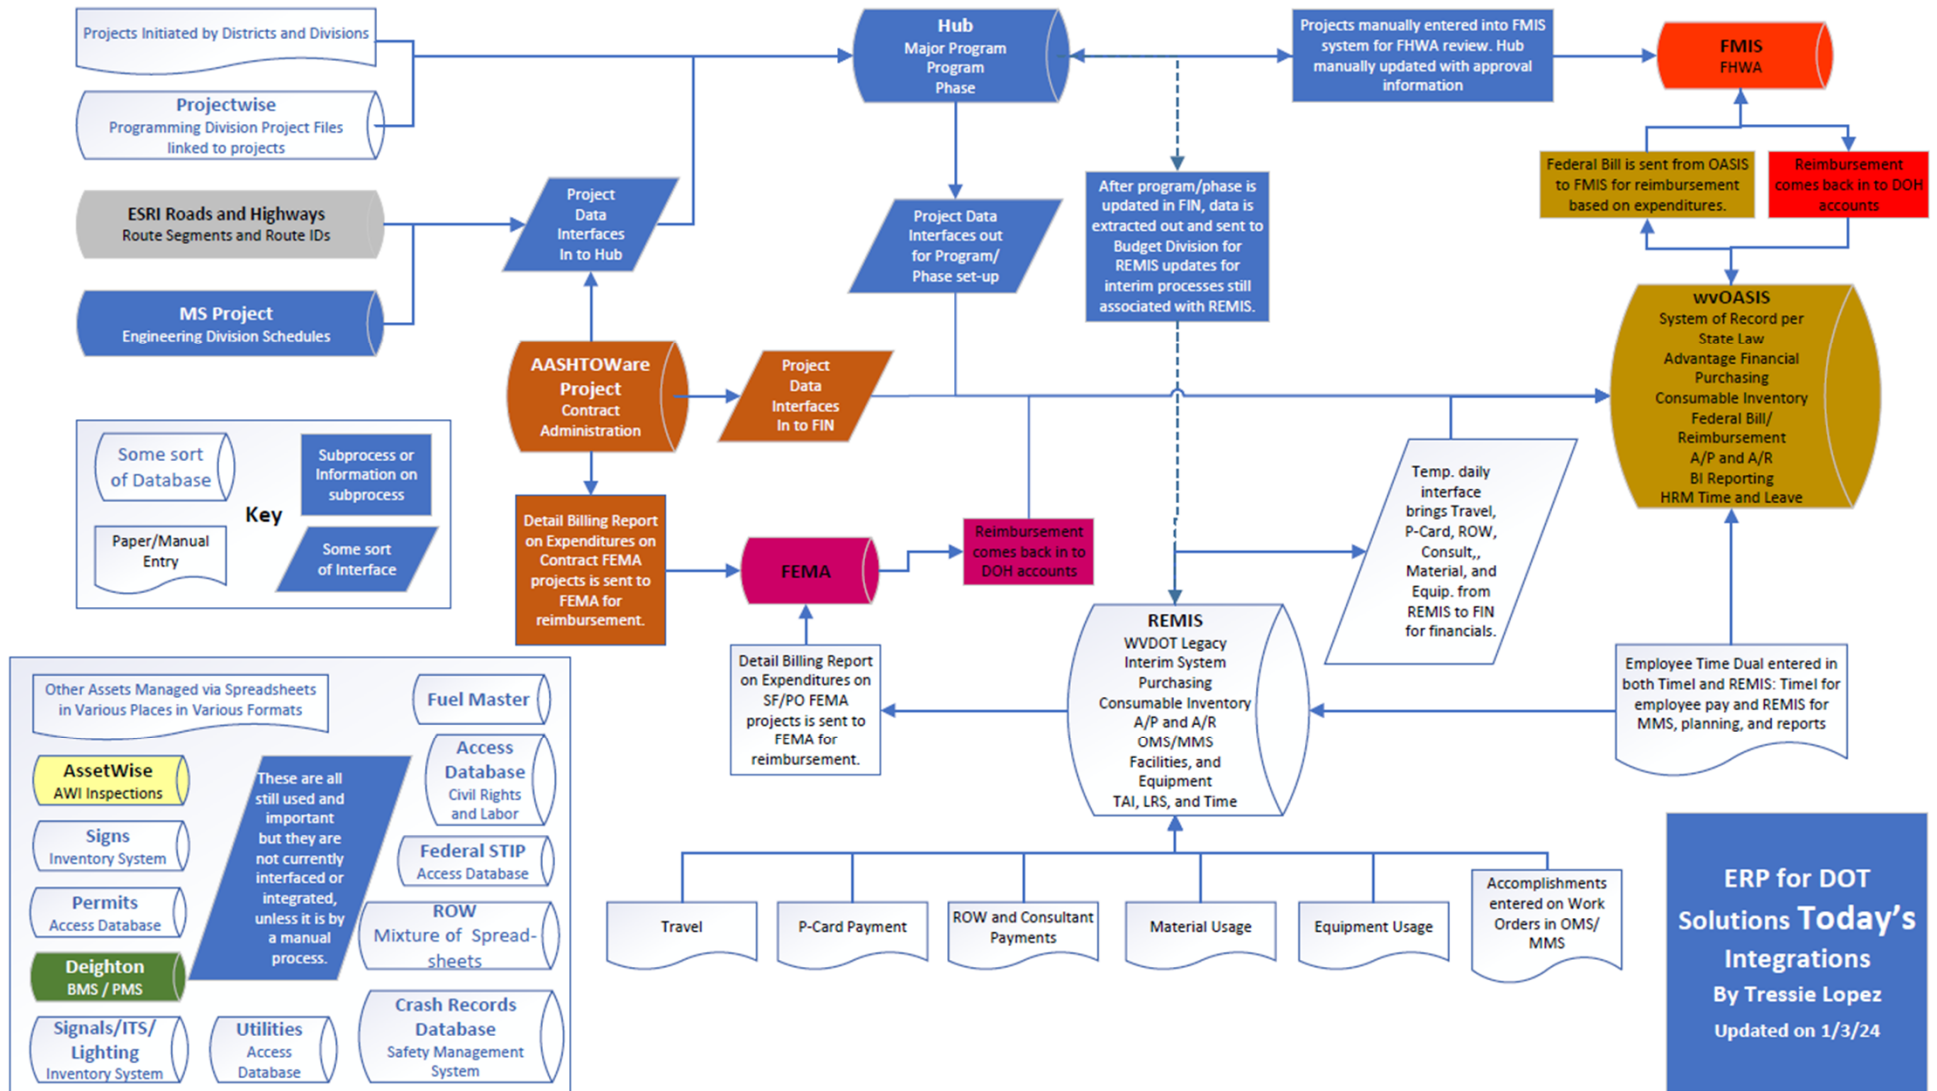 Projects Initiated by Districts and Divisions
Projectwise
Programming Division Project Files
linked to projects
ESRI Roads and Highways
Route Segments and Route IDs
MS Project
Engineering Division Schedules
Project
Data
Interfaces
In to Hub
Hub
Major Program
Program
Phase
Projects manually entered into FMIS
system for FHWA review. Hub
manually updated with approval
information
FMIS
FHWA
Project Data
Interfaces out
for Program/
Phase set-up
After program/phase is
updated in FIN, data is
extracted out and sent to
Budget Division for
REMIS updates for
interim processes still
associated with REMIS.
Federal Bill is sent from OASIS
to FMIS for reimbursement
based on expenditures.
Reimbursement
comes back in to DOH
accounts
wvOASIS
System of Record per
State Law
Advantage Financial
Purchasing
Consumable Inventory
Federal Bill/
Reimbursement
A/P and A/R
BI Reporting
HRM Time and Leave
AASHTOWare
Project
Contract
Administration
Project
Data
Interfaces
In to FIN
Some sort
of Database
Subprocess or
Information on
subprocess
Key
Paper/Manual
Entry
Some sort
of Interface
Detail Billing Report
on Expenditures on
Contract FEMA
projects is sent to
FEMA for
reimbursement.
FEMA
Reimbursement
comes back in to
DOH accounts
Temp. daily
interface
brings Travel,
P-Card, ROW,
Consult,,
Material, and
Equip. from
REMIS to FIN
for financials.
Detail Billing Report
on Expenditures on
SF/PO FEMA
projects is sent to
FEMA for
reimbursement.
REMIS
WVDOT Legacy
Interim System
Purchasing
Consumable Inventory
A/P and A/R
OMS/MMS
Facilities, and
Equipment
TAI, LRS, and Time
Employee Time Dual entered in
both TimeI and REMIS: TimeI for
employee pay and REMIS for
MMS, planning, and reports
Other Assets Managed via Spreadsheets
in Various Places in Various Formats
Fuel Master
AssetWise
AWI Inspections
Signs
Inventory System
Permits
Access Database
Deighton
BMS / PMS
Signals/ITS/
Lighting
Inventory System
These are all
still used and
important
but they are
not currently
interfaced or
integrated,
unless it is by
a manual
process.
Access
Database
Civil Rights
and Labor
Federal STIP
Access Database
ROW
Mixture of Spread-
sheets
Utilities
Access
Database
Crash Records
Database
Safety Management
System
Travel
P-Card Payment
ROW and Consultant
Payments
Material Usage
Equipment Usage
Accomplishments
entered on Work
Orders in OMS/
MMS
ERP for DOT
Solutions Today's
Integrations
By Tressie Lopez
Updated on 1/3/24